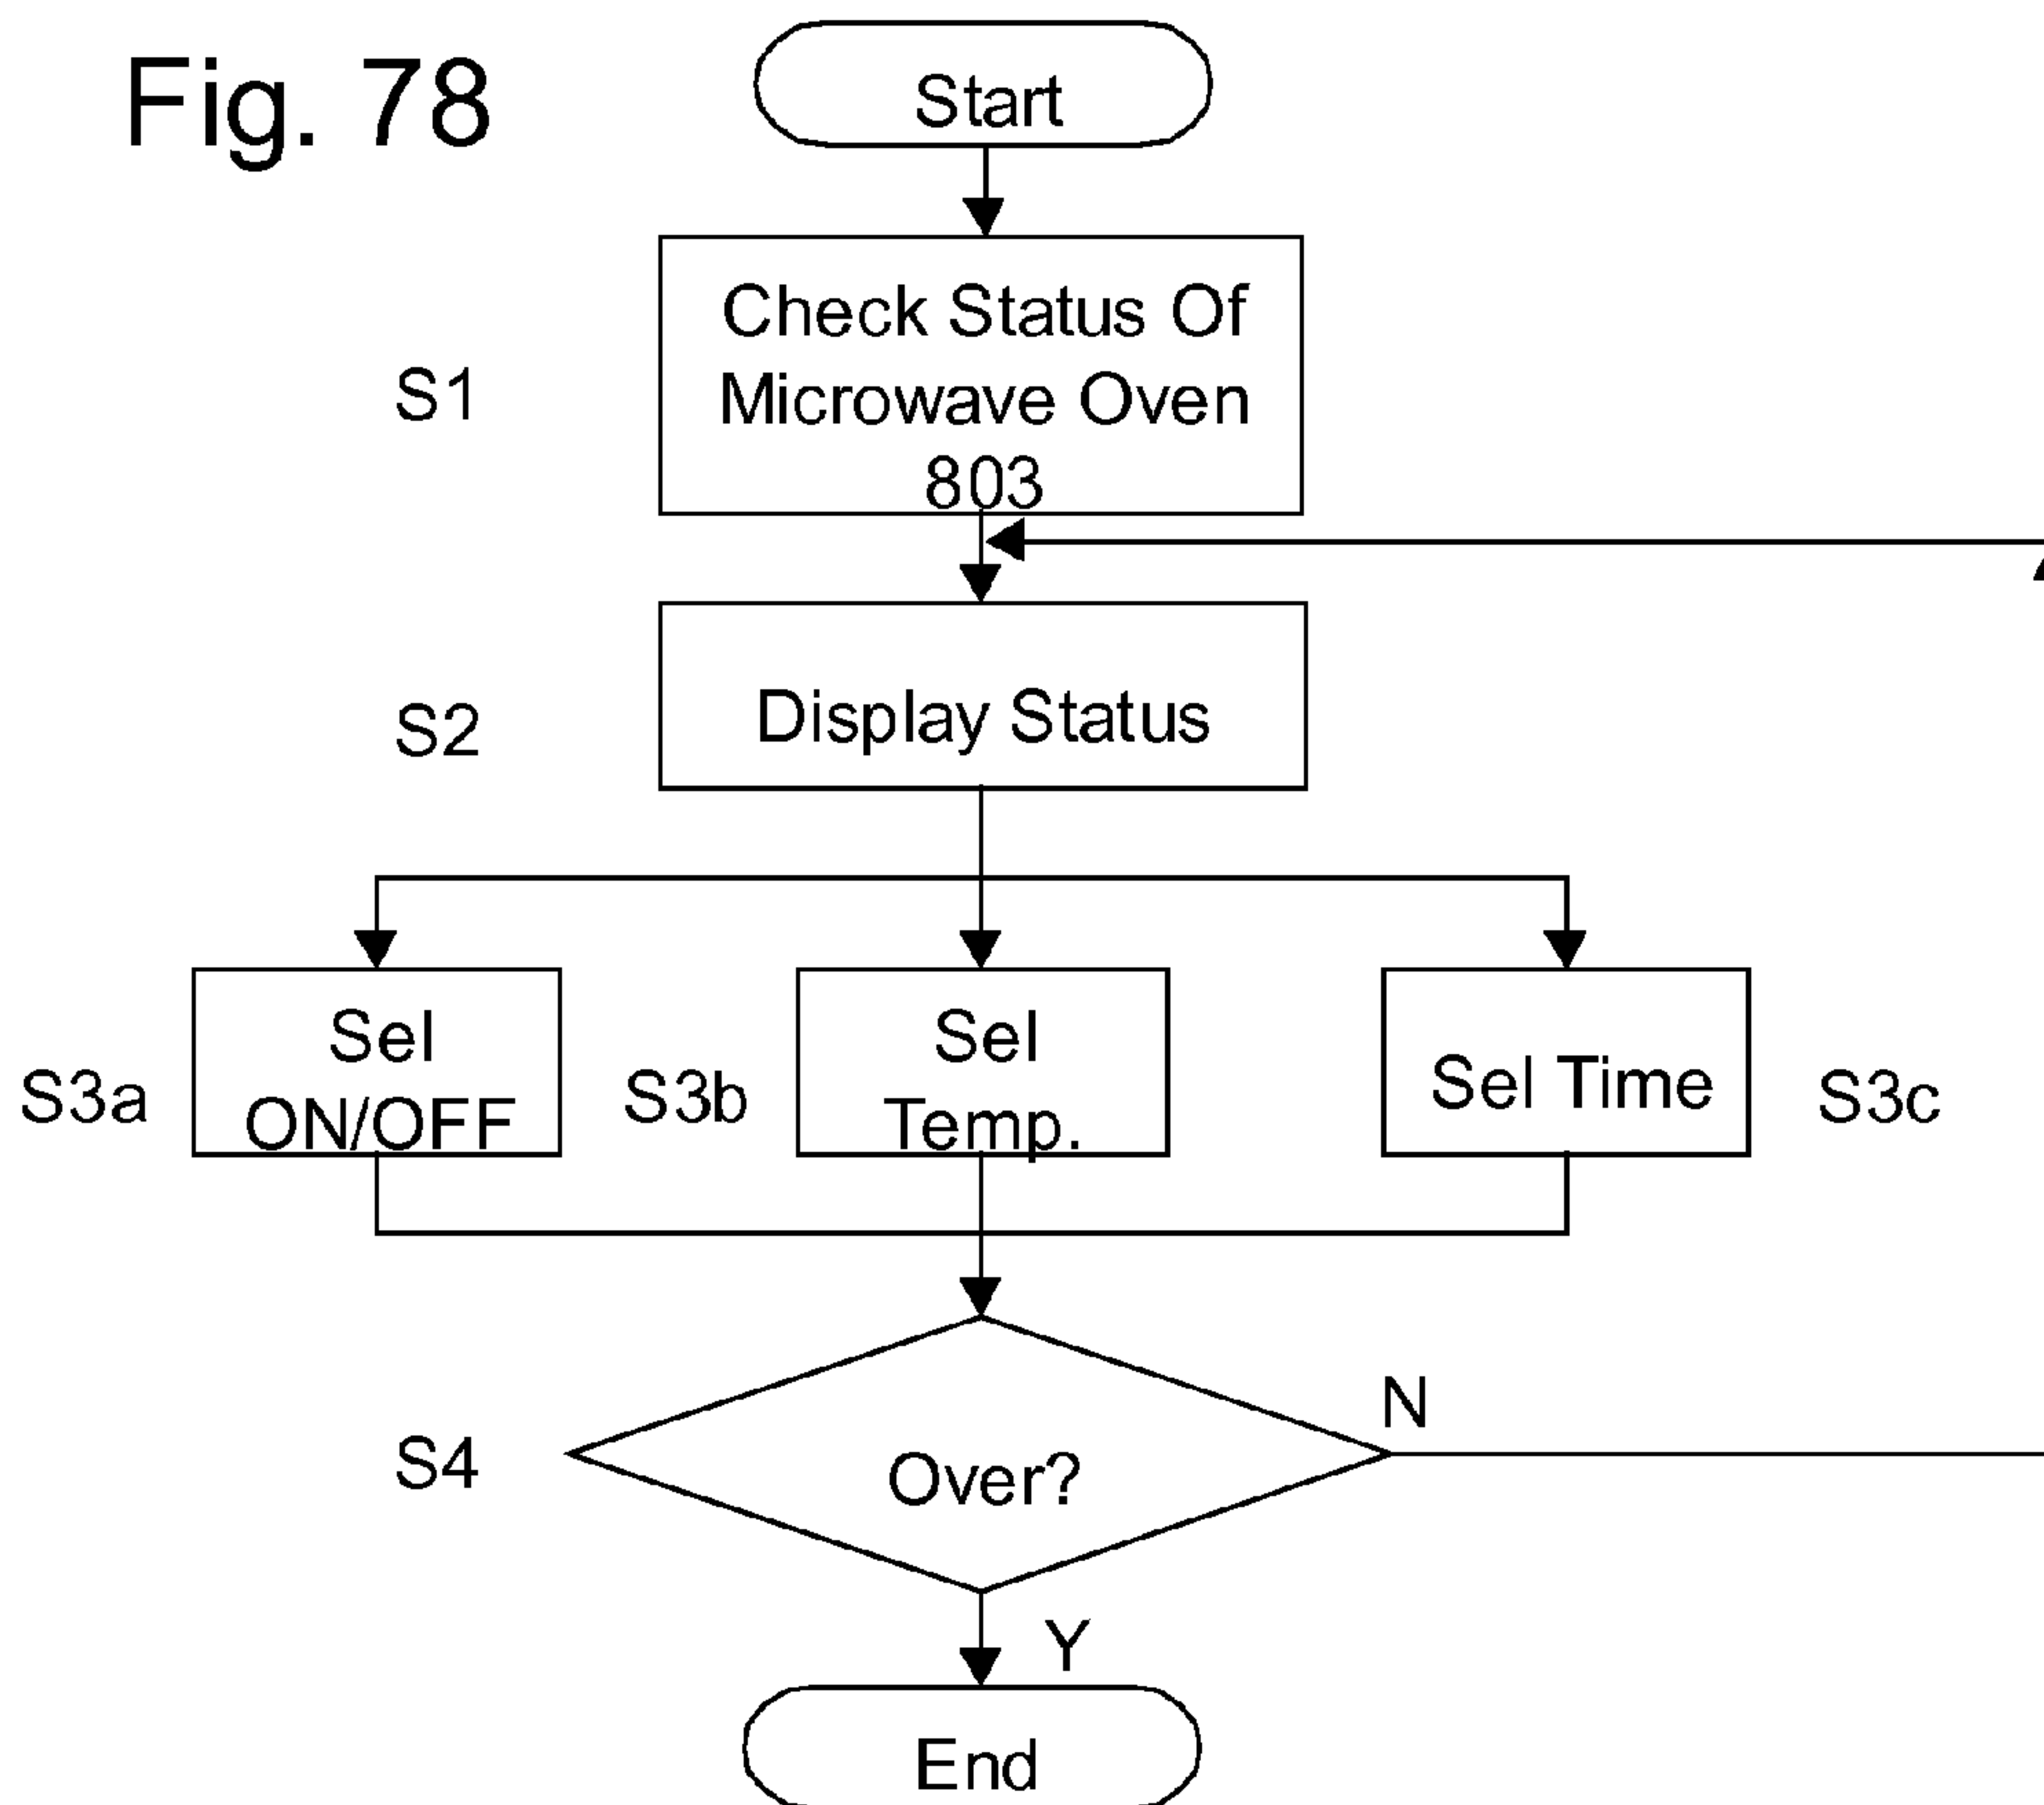 Fig. 78
Start
S1
Check Status Of
Microwave Oven
803
S2
Display Status
S3a
Sel
ON/OFF
S3b
Sel
Temp.
Sel Time
S3c
S4
Over?
N
Y
End